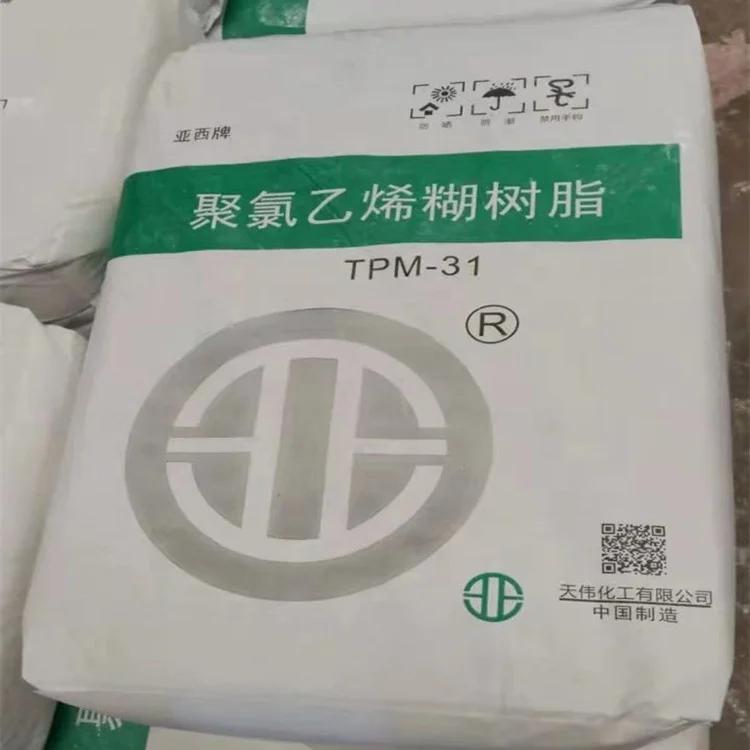 亚西牌
防晒 防潮 禁用手钩
聚氯乙烯糊树脂
TPM-31
®
天伟化工有限公司
中国制造